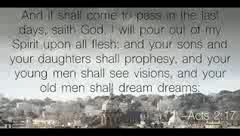 And it shall come to pass in the last
days, saith God, I will pour out of my
Spirit upon all flesh: and your sons and
your daughters shall prophesy, and your
young men shall see visions, and your
old men shall dream dreams:
-Acts 2:17